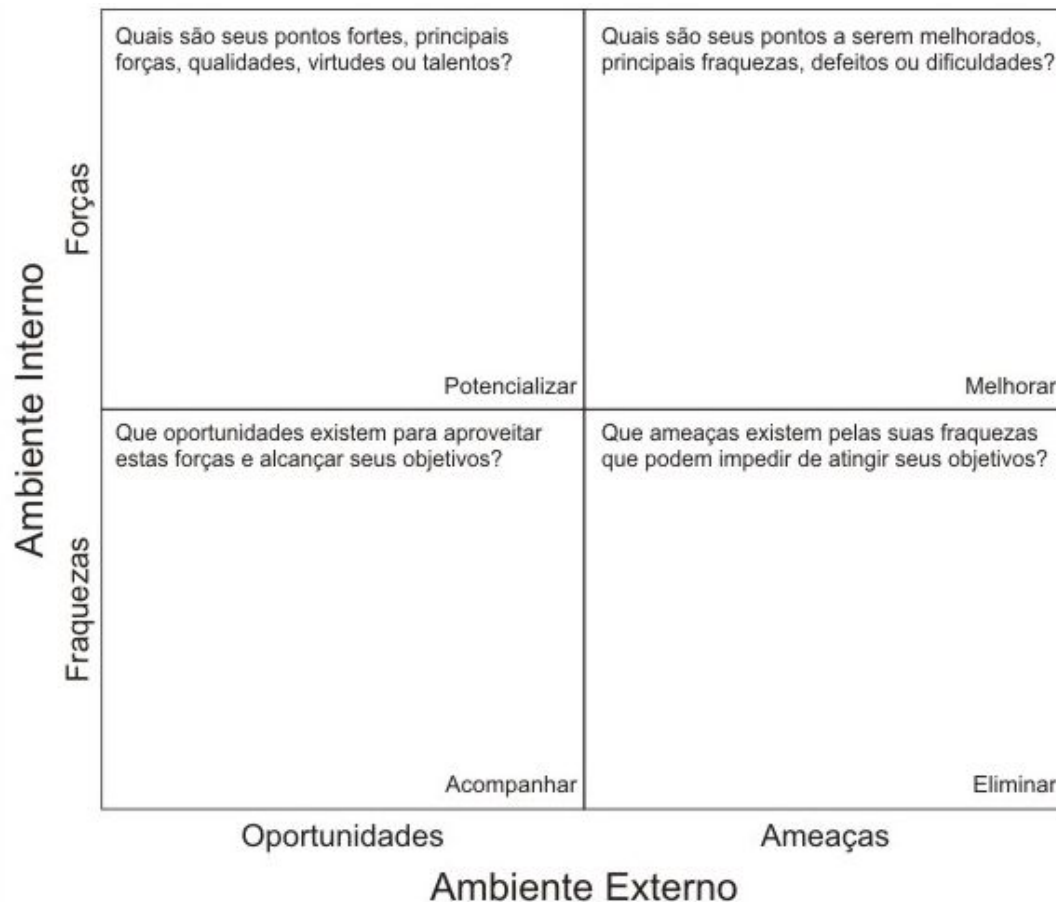 Quais são seus pontos fortes, principais
forças, qualidades, virtudes ou talentos?
Potencializar
Quais são seus pontos a serem melhorados,
principais fraquezas, defeitos ou dificuldades?
Melhorar
Que oportunidades existem para aproveitar
estas forças e alcançar seus objetivos?
Acompanhar
Que ameaças existem pelas suas fraquezas
que podem impedir de atingir seus objetivos?
Eliminar
Ambiente Interno
Forças
Fraquezas
Oportunidades
Ameaças
Ambiente Externo